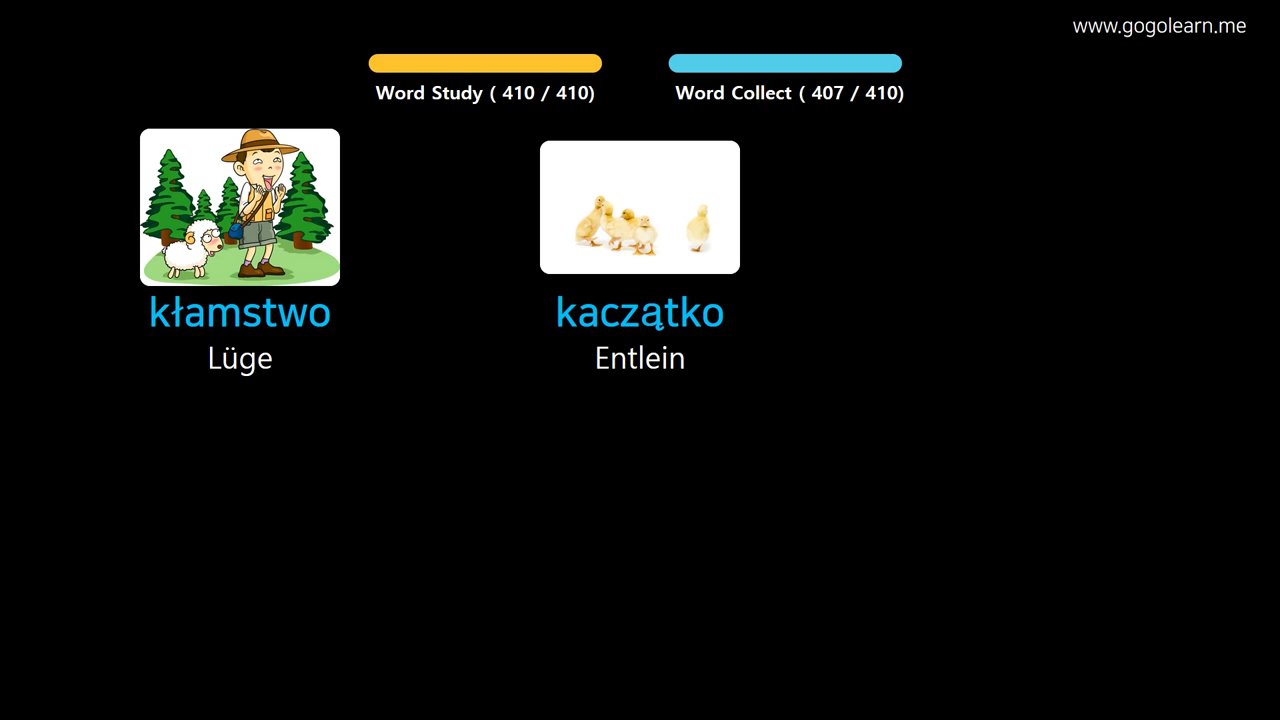 www.gogolearn.me
Word Study ( 410 / 410)
Word Collect ( 407 / 410)
kłamstwo
Lüge
kaczątko
Entlein